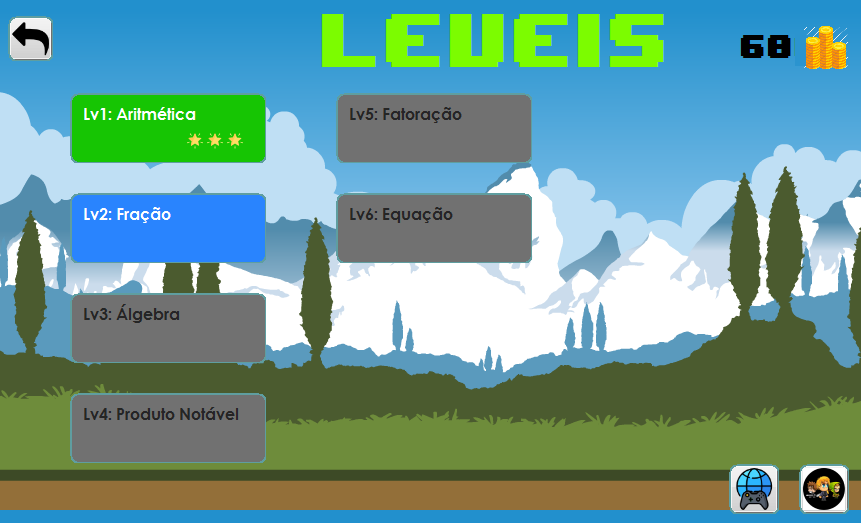 LEVEIS
68
Lv1: Aritmética
Lv5: Fatoração
Lv2: Fração
Lv6: Equação
Lv3: Álgebra
Lv4: Produto Notável